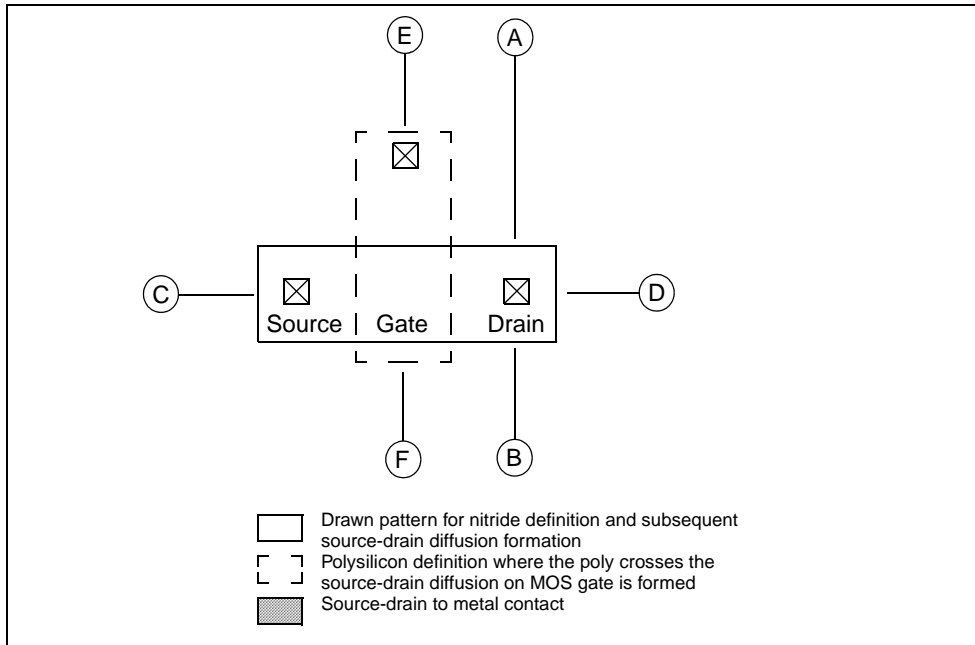 E
A
C
D
Source
Gate
Drain
F
B
Drawn pattern for nitride definition and subsequent
source-drain diffusion formation
Polysilicon definition where the poly crosses the
source-drain diffusion on MOS gate is formed
Source-drain to metal contact